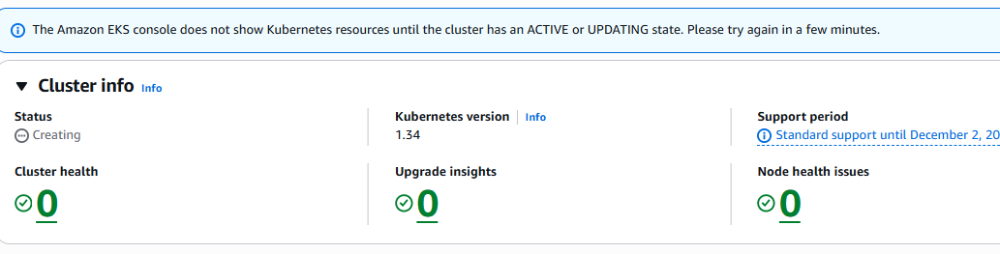 The Amazon EKS console does not show Kubernetes resources until the cluster has an ACTIVE or UPDATING state. Please try again in a few minutes.
Cluster info Info
Status
Creating
Kubernetes version Info
1.34
Support period
Standard support until December 2, 20
Cluster health
0
Upgrade insights
0
Node health issues
0